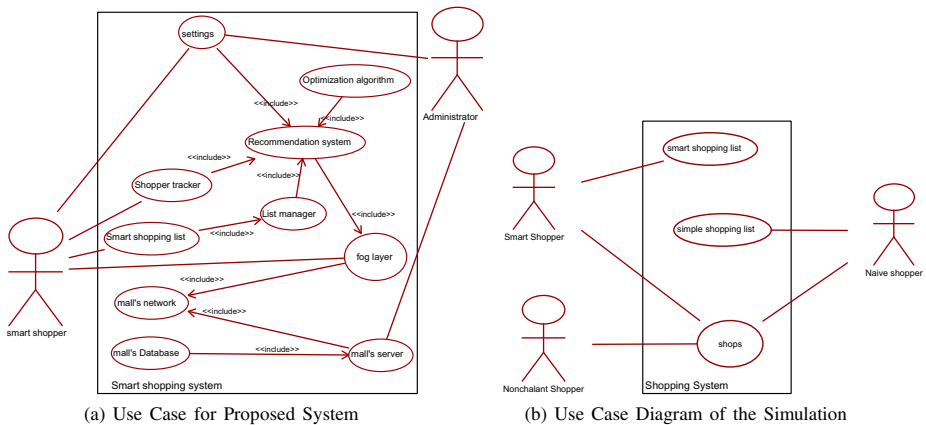 settings
Optimization algorithm
<<include>>
<<include>>
Administrator
Recommendation system
<<include>>
Shopper tracker
<<include>>
List manager
<<include>>
Smart shopping list
<<include>>
fog layer
<<include>>
mall's network
<<include>>
smart shopper
mall's Database
<<include>>
mall's server
Smart shopping system
(a) Use Case for Proposed System
smart shopping list
Smart Shopper
simple shopping list
Naive shopper
shops
Nonchalant Shopper
Shopping System
(b) Use Case Diagram of the Simulation